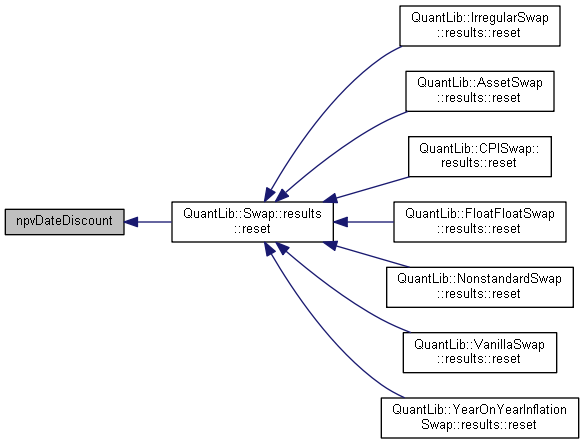 npvDateDiscount
QuantLib::Swap::results
::reset
QuantLib::IrregularSwap
::results::reset
QuantLib::AssetSwap
::results::reset
QuantLib::CPISwap::
results::reset
QuantLib::FloatFloatSwap
::results::reset
QuantLib::NonstandardSwap
::results::reset
QuantLib::VanillaSwap
::results::reset
QuantLib::YearOnYearInflation
Swap::results::reset